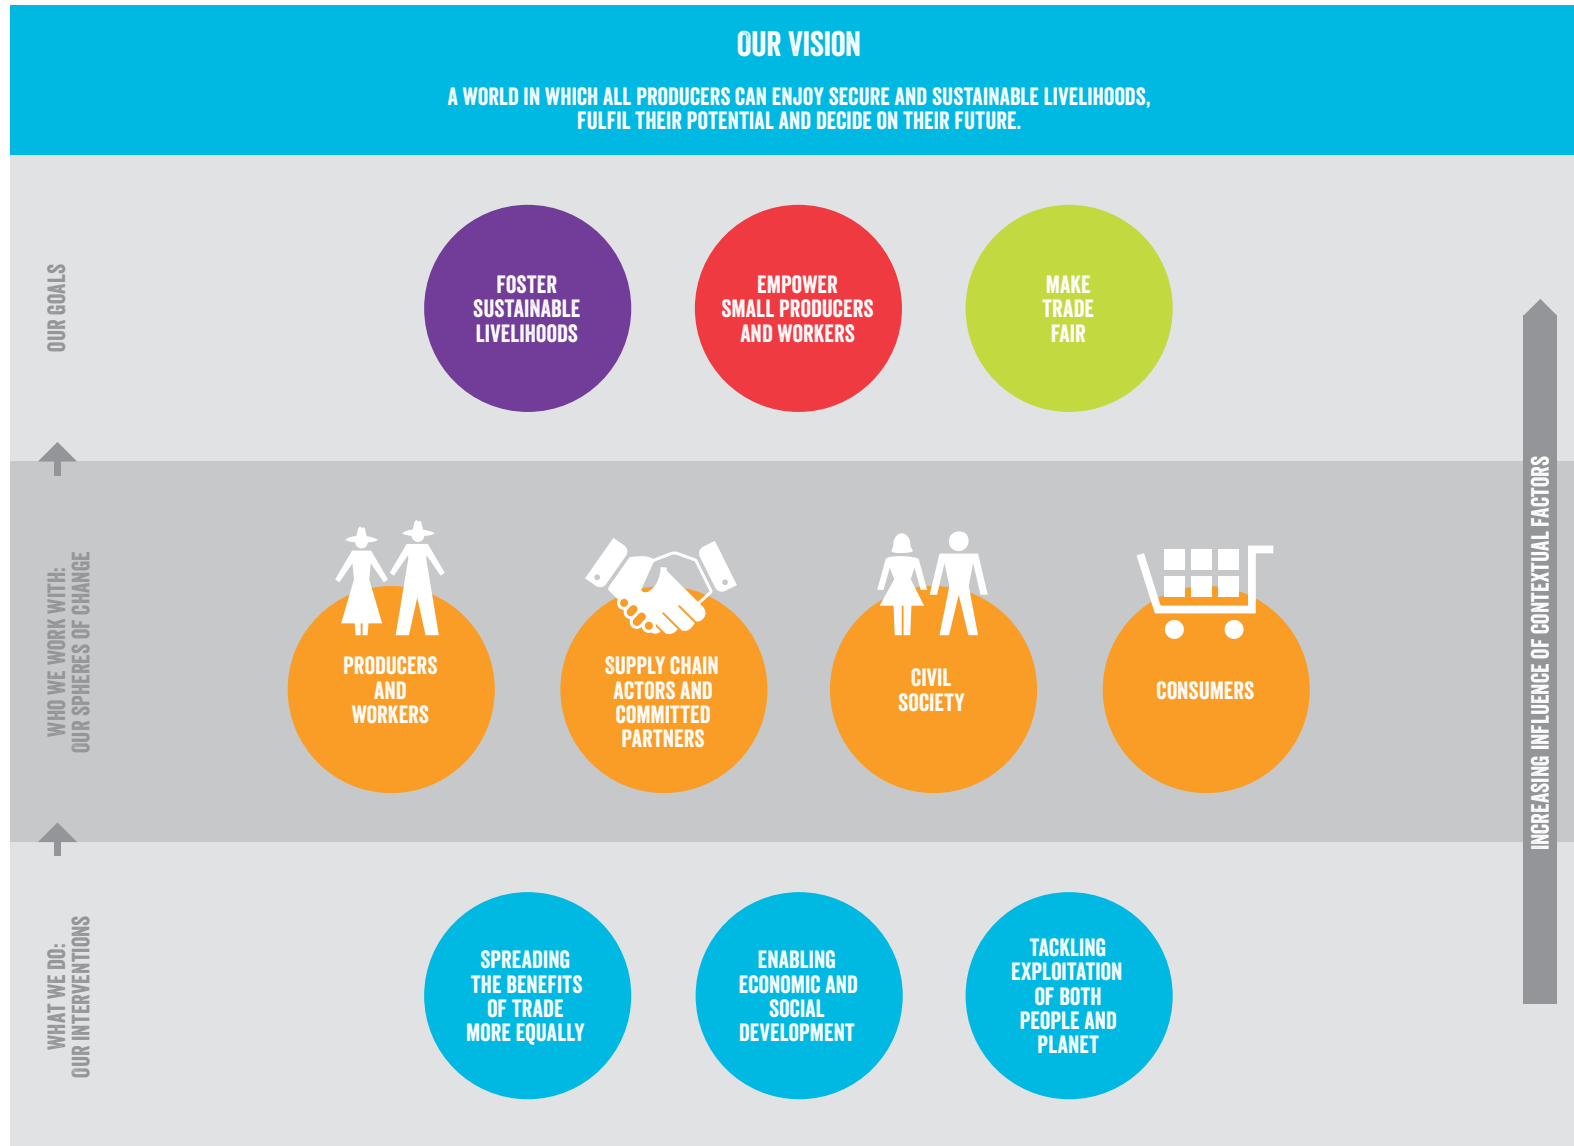 OUR VISION
A WORLD IN WHICH ALL PRODUCERS CAN ENJOY SECURE AND SUSTAINABLE LIVELIHOODS,
FULFIL THEIR POTENTIAL AND DECIDE ON THEIR FUTURE.
OUR GOALS
FOSTER
SUSTAINABLE
LIVELIHOODS
EMPOWER
SMALL PRODUCERS
AND WORKERS
MAKE
TRADE
FAIR
WHO WE WORK WITH:
OUR SPHERES OF CHANGE
PRODUCERS
AND
WORKERS
SUPPLY CHAIN
ACTORS AND
COMMITTED
PARTNERS
CIVIL
SOCIETY
CONSUMERS
WHAT WE DO:
OUR INTERVENTIONS
SPREADING
THE BENEFITS
OF TRADE
MORE EQUALLY
ENABLING
ECONOMIC AND
SOCIAL
DEVELOPMENT
TACKLING
EXPLOITATION
OF BOTH
PEOPLE AND
PLANET
INCREASING INFLUENCE OF CONTEXTUAL FACTORS